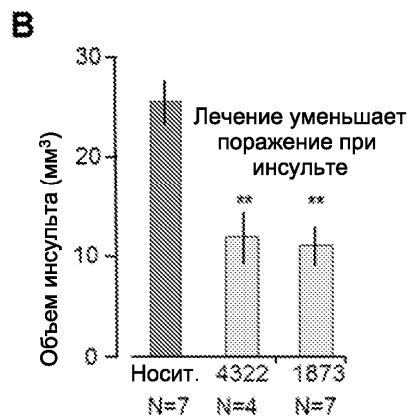 B
30
Лечение уменьшает
поражение при
инсульте
20
** **
10
0
Объем инсульта (мм³)
Носит. 4322 1873
N=7 N=4 N=7